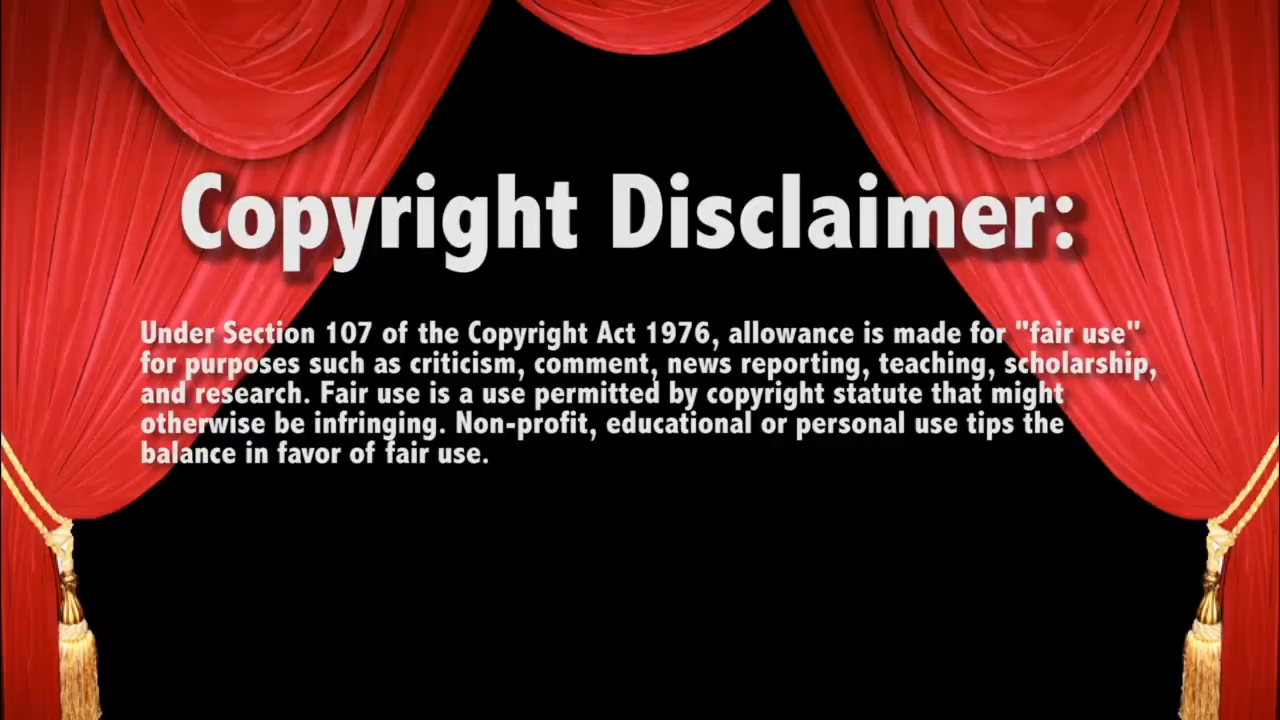 Copyright Disclaimer:
Under Section 107 of the Copyright Act 1976, allowance is made for "fair use"
for purposes such as criticism, comment, news reporting, teaching, scholarship,
and research. Fair use is a use permitted by copyright statute that might
otherwise be infringing. Non-profit, educational or personal use tips the
balance in favor of fair use.